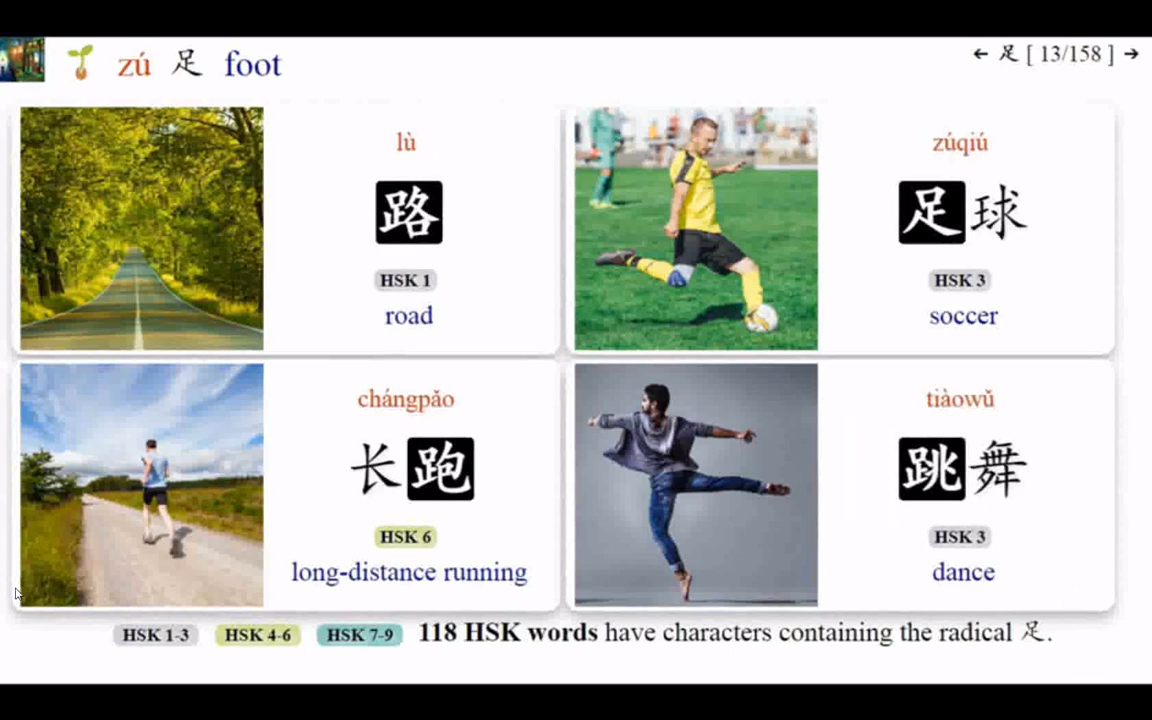 zú 足 foot
← 足 [ 13/158 ] →
lù
路
HSK 1
road
zúqiú
足球
HSK 3
soccer
chángpǎo
长跑
HSK 6
long-distance running
tiàowǔ
跳舞
HSK 3
dance
HSK 1-3 HSK 4-6 HSK 7-9 118 HSK words have characters containing the radical 足.